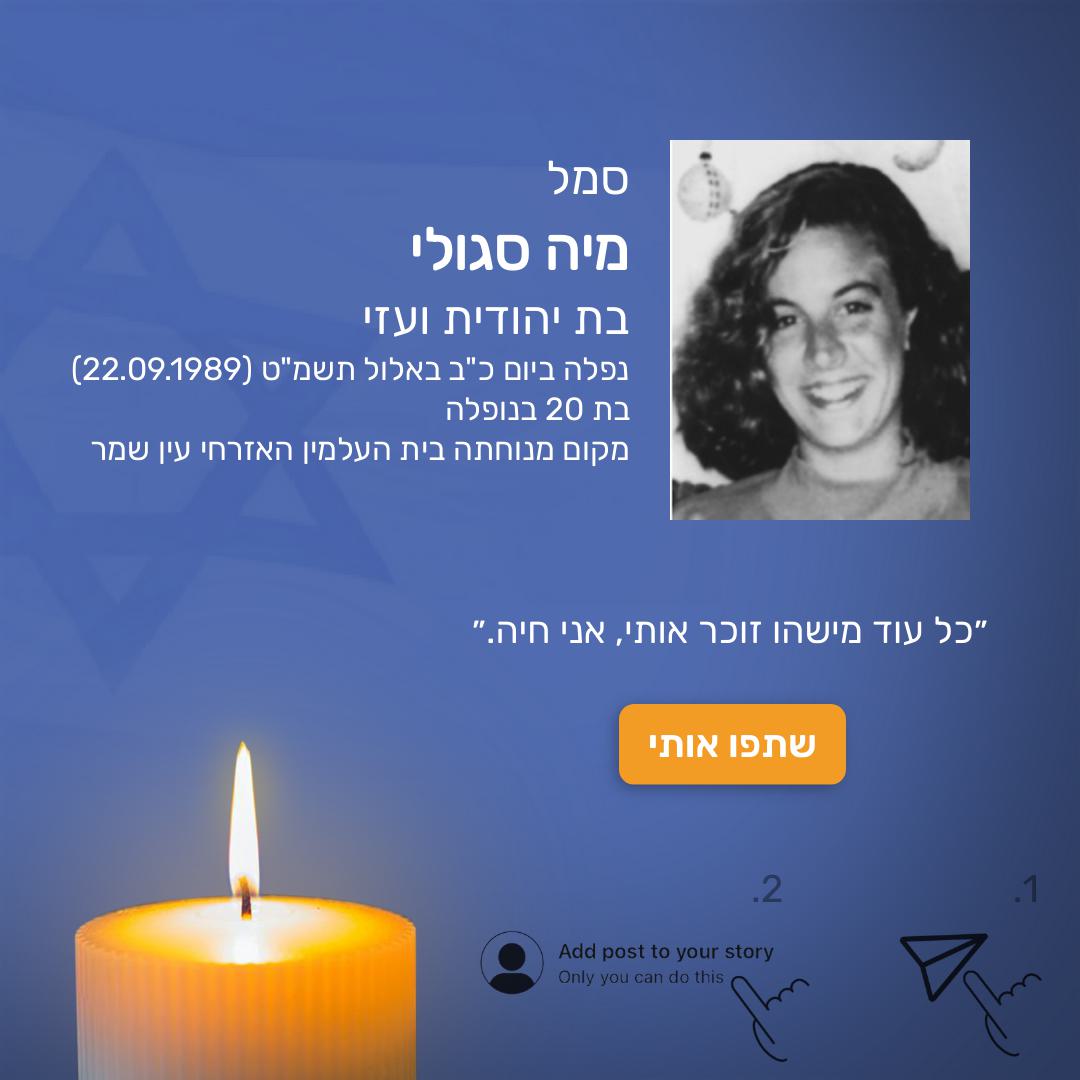 סמל
מיה סגולי
בת יהודית ועזי
נפלה ביום כ"ב באלול תשמ"ט (22.09.1989)
בת 20 בנופלה
מקום מנוחתה בית העלמין האזרחי עין שמר
״כל עוד מישהו זוכר אותי, אני חיה.״
שתפו אותי
1.
2.
Add post to your story
Only you can do this